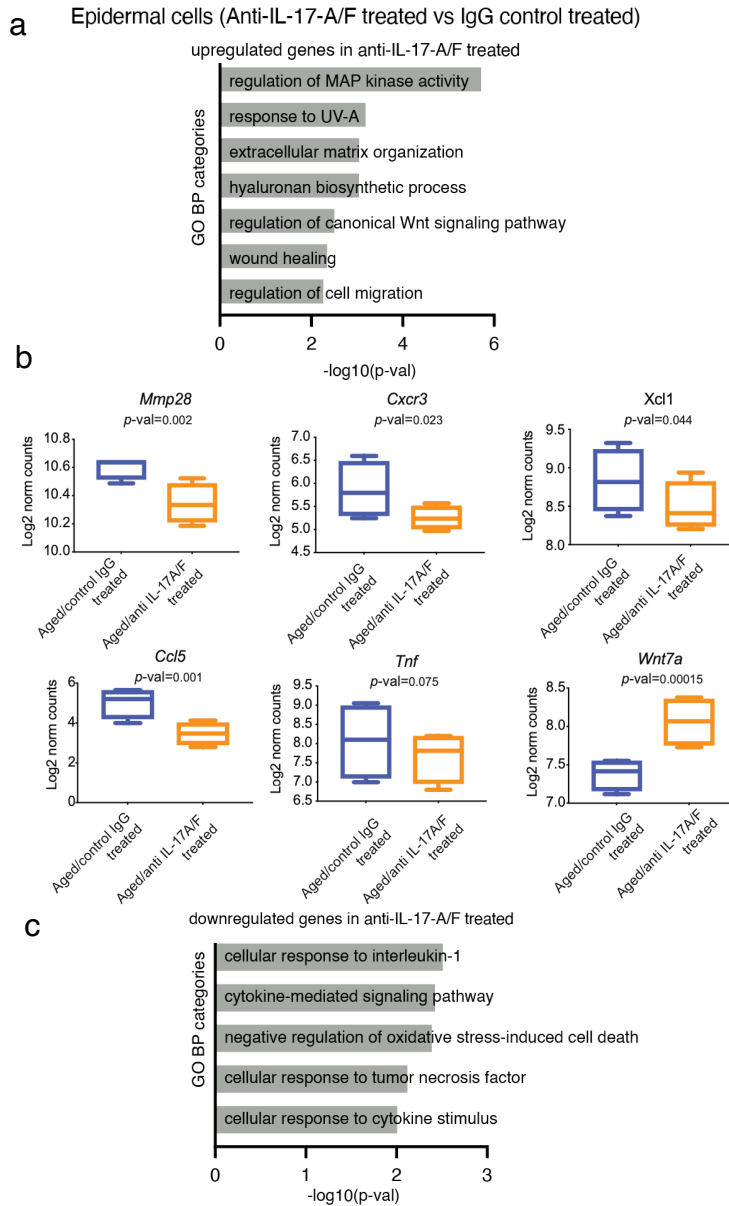 a
Epidermal cells (Anti-IL-17-A/F treated vs IgG control treated)
upregulated genes in anti-IL-17-A/F treated
GO BP categories
regulation of MAP kinase activity
response to UV-A
extracellular matrix organization
hyaluronan biosynthetic process
regulation of canonical Wnt signaling pathway
wound healing
regulation of cell migration
0 2 4 6
-log10(p-val)
b
Mmp28
p-val=0.002
Log2 norm counts
10.8
10.6
10.4
10.2
10.0
Aged/control IgG
treated
Aged/anti IL-17A/F
treated
Cxcr3
p-val=0.023
Log2 norm counts
7.0
6.5
6.0
5.5
5.0
4.5
Aged/control IgG
treated
Aged/anti IL-17A/F
treated
Xcl1
p-val=0.044
Log2 norm counts
9.5
9.0
8.5
8.0
Aged/control IgG
treated
Aged/anti IL-17A/F
treated
Ccl5
p-val=0.001
Log2 norm counts
6
4
2
0
Aged/control IgG
treated
Aged/anti IL-17A/F
treated
Tnf
p-val=0.075
Log2 norm counts
9.5
9.0
8.5
8.0
7.5
7.0
6.5
Aged/control IgG
treated
Aged/anti IL-17A/F
treated
Wnt7a
p-val=0.00015
Log2 norm counts
8.5
8.0
7.5
7.0
Aged/control IgG
treated
Aged/anti IL-17A/F
treated
c
downregulated genes in anti-IL-17-A/F treated
GO BP categories
cellular response to interleukin-1
cytokine-mediated signaling pathway
negative regulation of oxidative stress-induced cell death
cellular response to tumor necrosis factor
cellular response to cytokine stimulus
0 1 2 3
-log10(p-val)